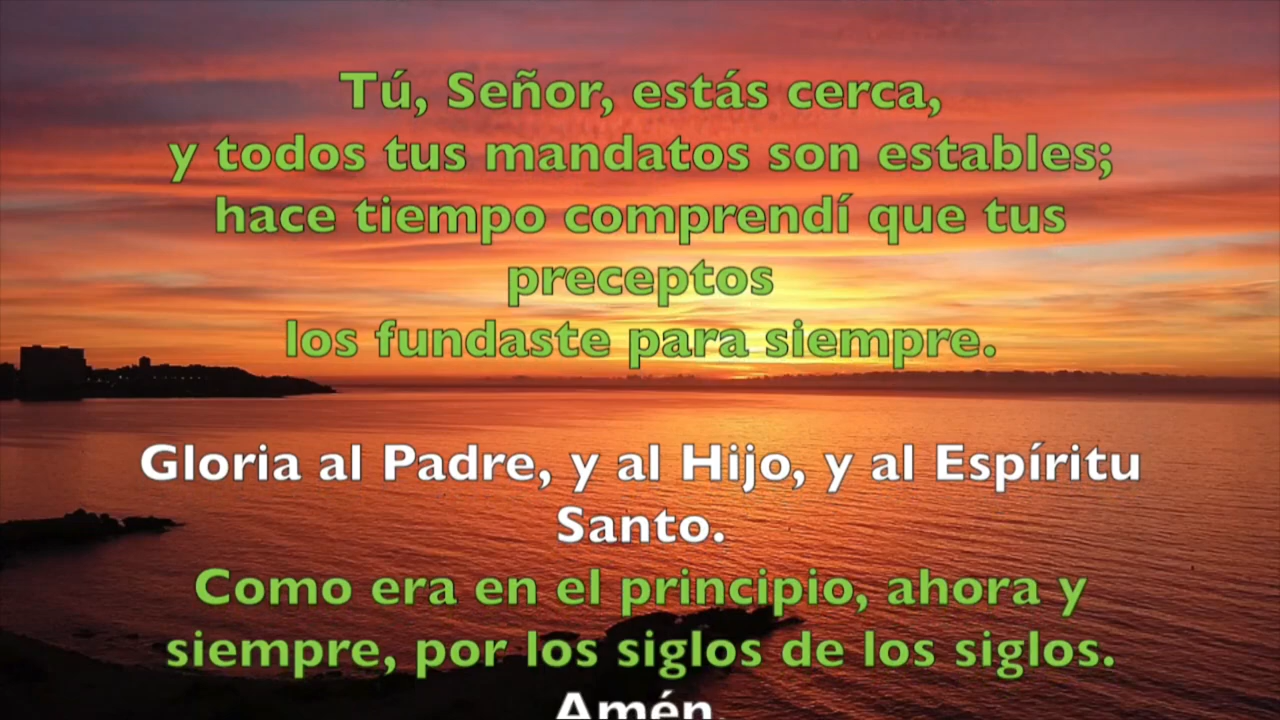 Tú, Señor, estás cerca,
y todos tus mandatos son estables;
hace tiempo comprendí que tus
preceptos
los fundaste para siempre.
Gloria al Padre, y al Hijo, y al Espíritu
Santo.
Como era en el principio, ahora y
siempre, por los siglos de los siglos.
Amén.